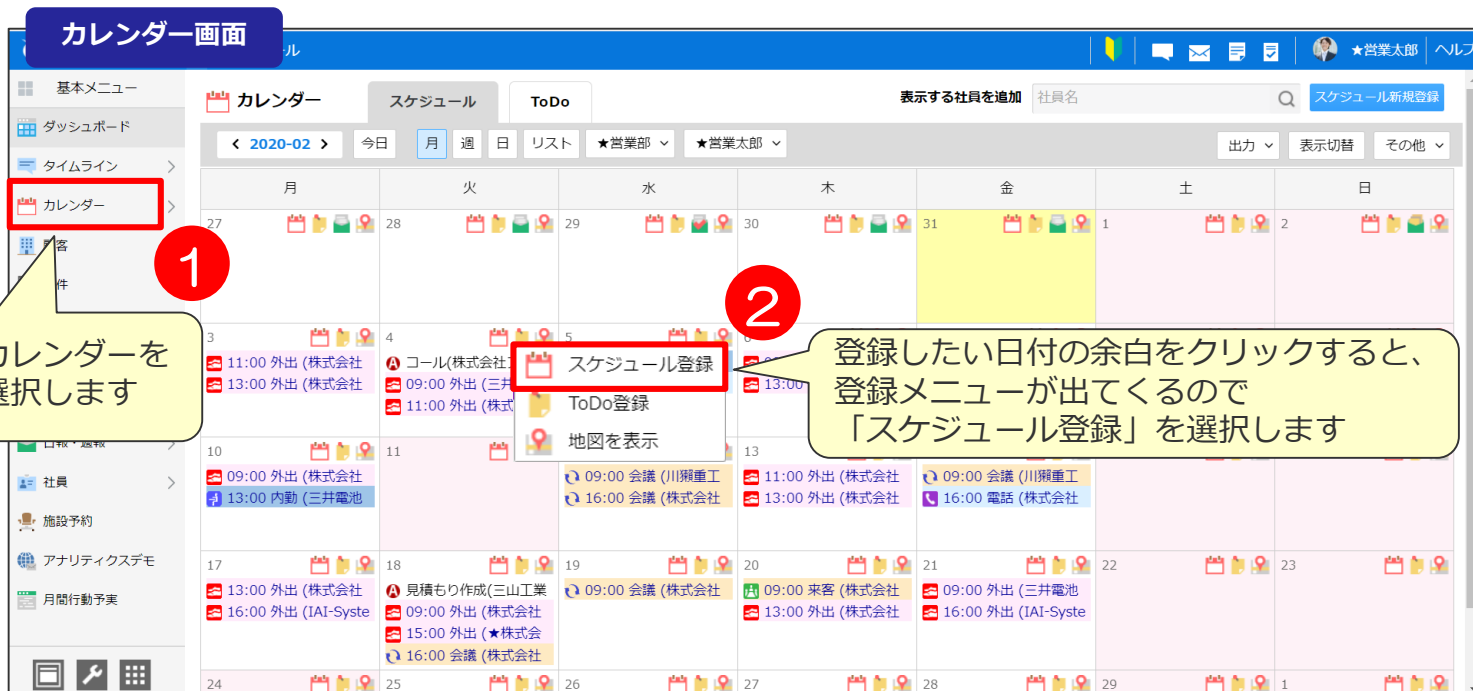 カレンダー画面
ール
★営業太郎
ヘルプ
基本メニュー
ダッシュボード
タイムライン
カレンダー
客
件
日報・週報
社員
施設予約
アナリティクスデモ
月間行動予実
カレンダー
スケジュール
ToDo
表示する社員を追加
社員名
スケジュール新規登録
2020-02
今日
月
週
日
リスト
★営業部
★営業太郎
出力
表示切替
その他
月 火 水 木 金 土 日
27 28 29 30 31 1 2
1
カレンダーを
選択します
2
登録したい日付の余白をクリックすると、
登録メニューが出てくるので
「スケジュール登録」を選択します
3 4 5 6
11:00 外出 (株式会社
13:00 外出 (株式会社
コール(株式会社
09:00 外出 (三井
11:00 外出 (株式
13:00
スケジュール登録
ToDo登録
地図を表示
10 11 13
09:00 外出 (株式会社
13:00 内勤 (三井電池
09:00 会議 (川瀬重工
16:00 会議 (株式会社
11:00 外出 (株式会社
13:00 外出 (株式会社
09:00 会議 (川瀬重工
16:00 電話 (株式会社
17 18 19 20 21 22 23
13:00 外出 (株式会社
16:00 外出 (IAI-Syste
見積もり作成(三山工業
09:00 外出 (株式会社
15:00 外出 (★株式会
16:00 会議 (株式会社
09:00 会議 (株式会社
09:00 来客 (株式会社
13:00 外出 (株式会社
09:00 外出 (三井電池
16:00 外出 (IAI-Syste
24 25 26 27 28 29 1